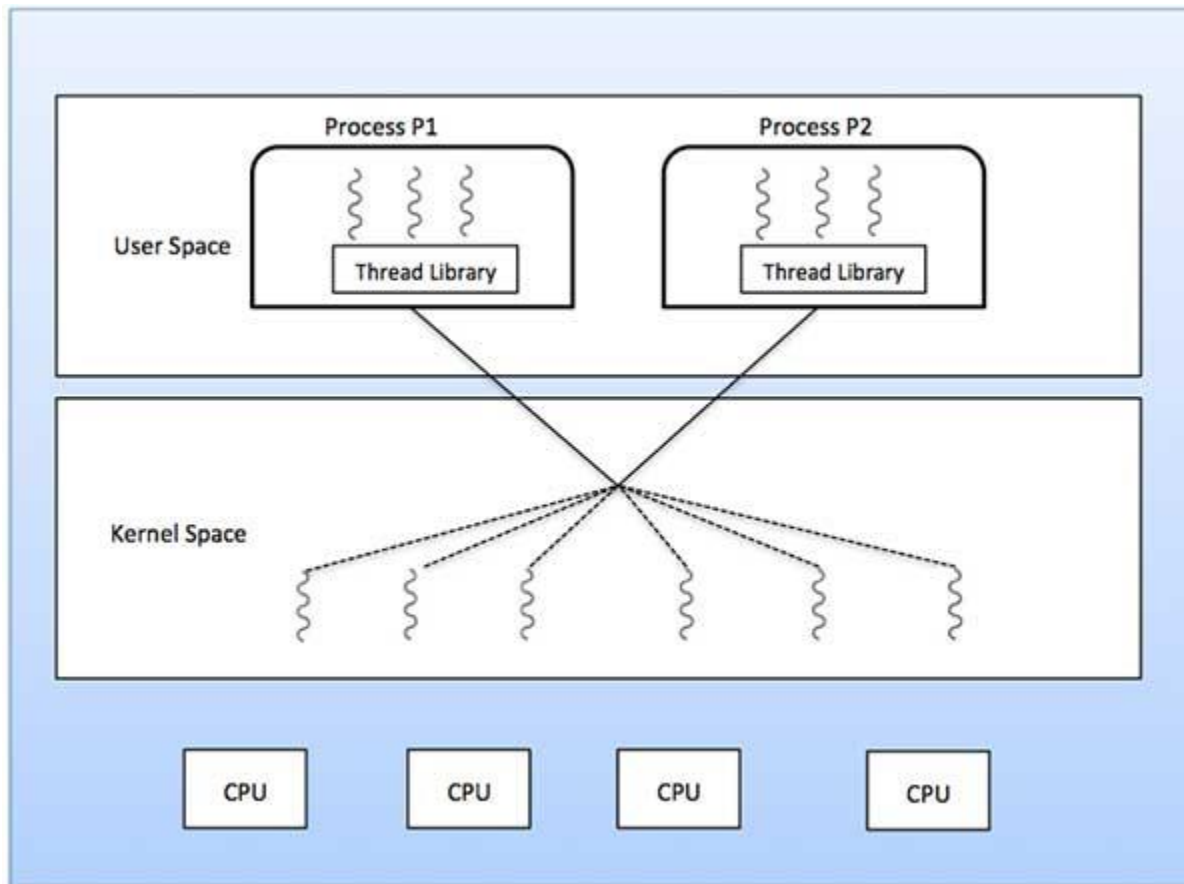 Process P1
Process P2
User Space
Thread Library
Thread Library
Kernel Space
CPU
CPU
CPU
CPU